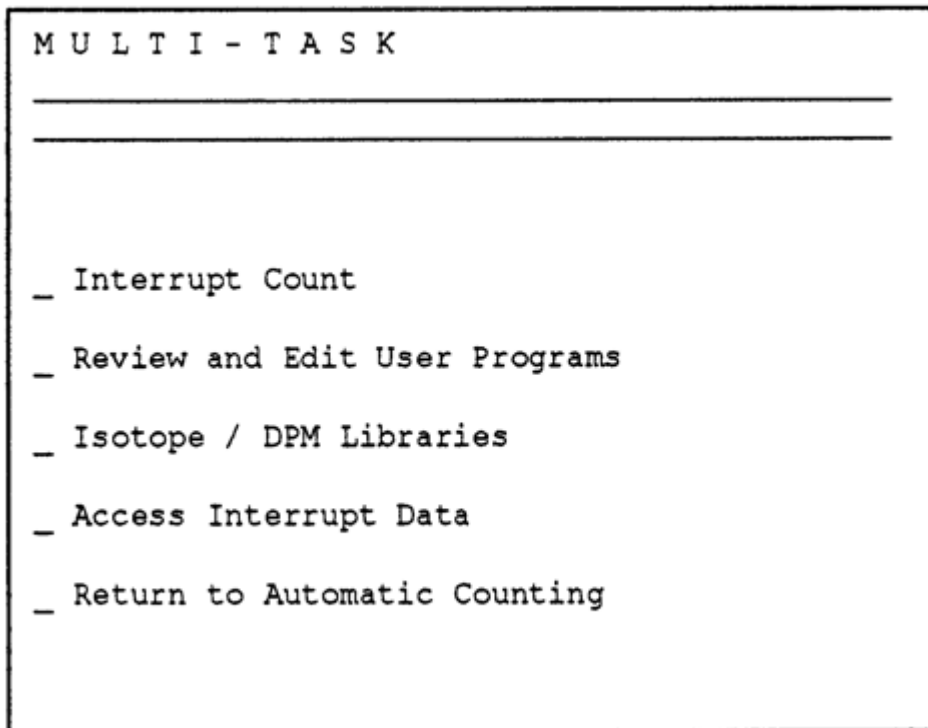 M U L T I - T A S K
_ Interrupt Count
_ Review and Edit User Programs
_ Isotope / DPM Libraries
_ Access Interrupt Data
_ Return to Automatic Counting